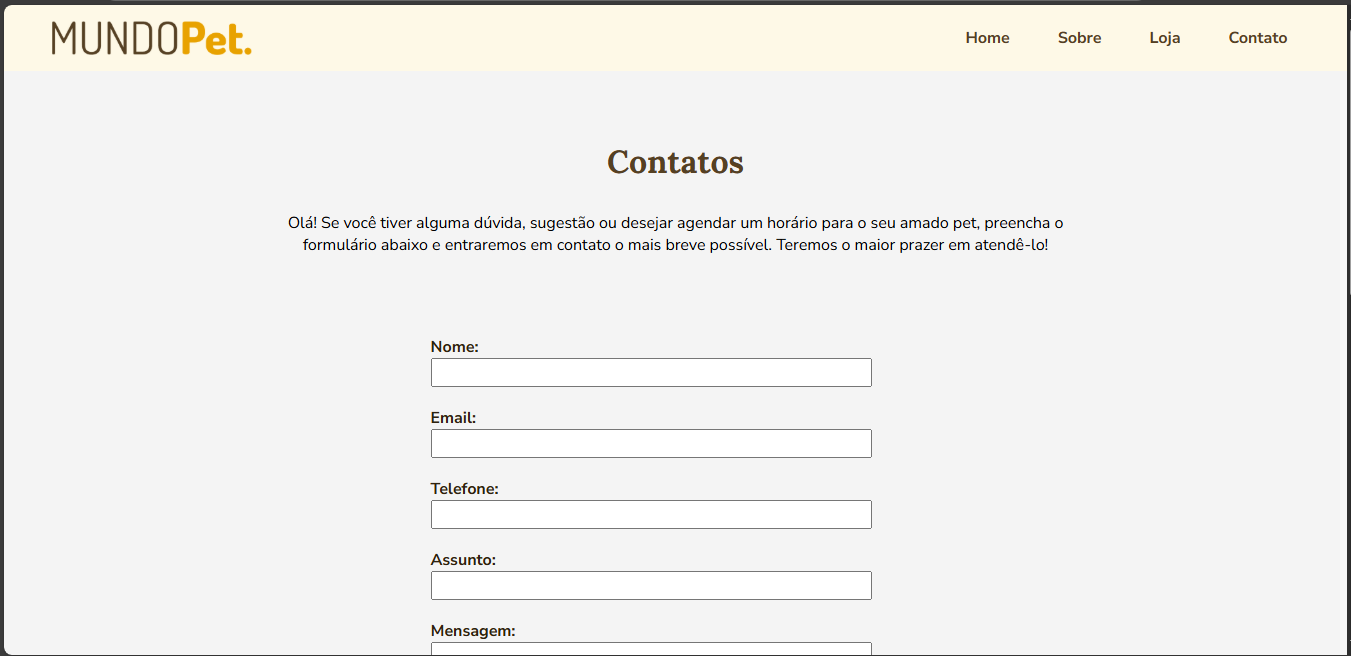 MUNDOPet.
Home Sobre Loja Contato
Contatos
Olá! Se você tiver alguma dúvida, sugestão ou desejar agendar um horário para o seu amado pet, preencha o
formulário abaixo e entraremos em contato o mais breve possível. Teremos o maior prazer em atendê-lo!
Nome:
Email:
Telefone:
Assunto:
Mensagem: